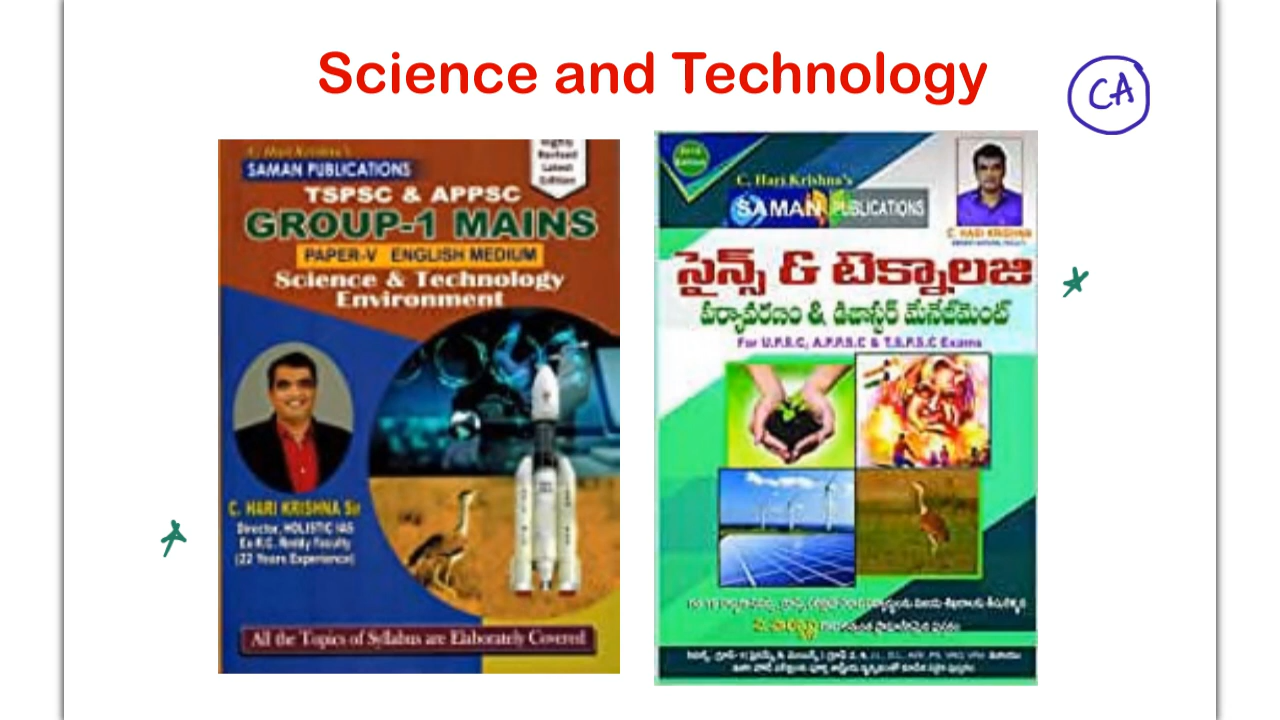 Science and Technology
CA
C. Hari Krishna's
SAMAN PUBLICATIONS
Highly
Revised
Latest
Edition
TSPSC & APPSC
GROUP-1 MAINS
PAPER-V ENGLISH MEDIUM
Science & Technology
Environment
C. HARI KRISHNA Sir
Director, HOLISTIC IAS
Ex-R.C. Reddy Faculty
(22 Years Experience)
All the Topics of Syllabus are Elaborately Covered
Edition
C. Hari Krishna's
SAMAN PUBLICATIONS
C. HARI KRISHNA
సైన్స్ & టెక్నాలజీ
పర్యావరణం & డిజాస్టర్ మేనేజ్‌మెంట్
For U.P.S.C, A.P.P.S.C & T.S.P.S.C Exams